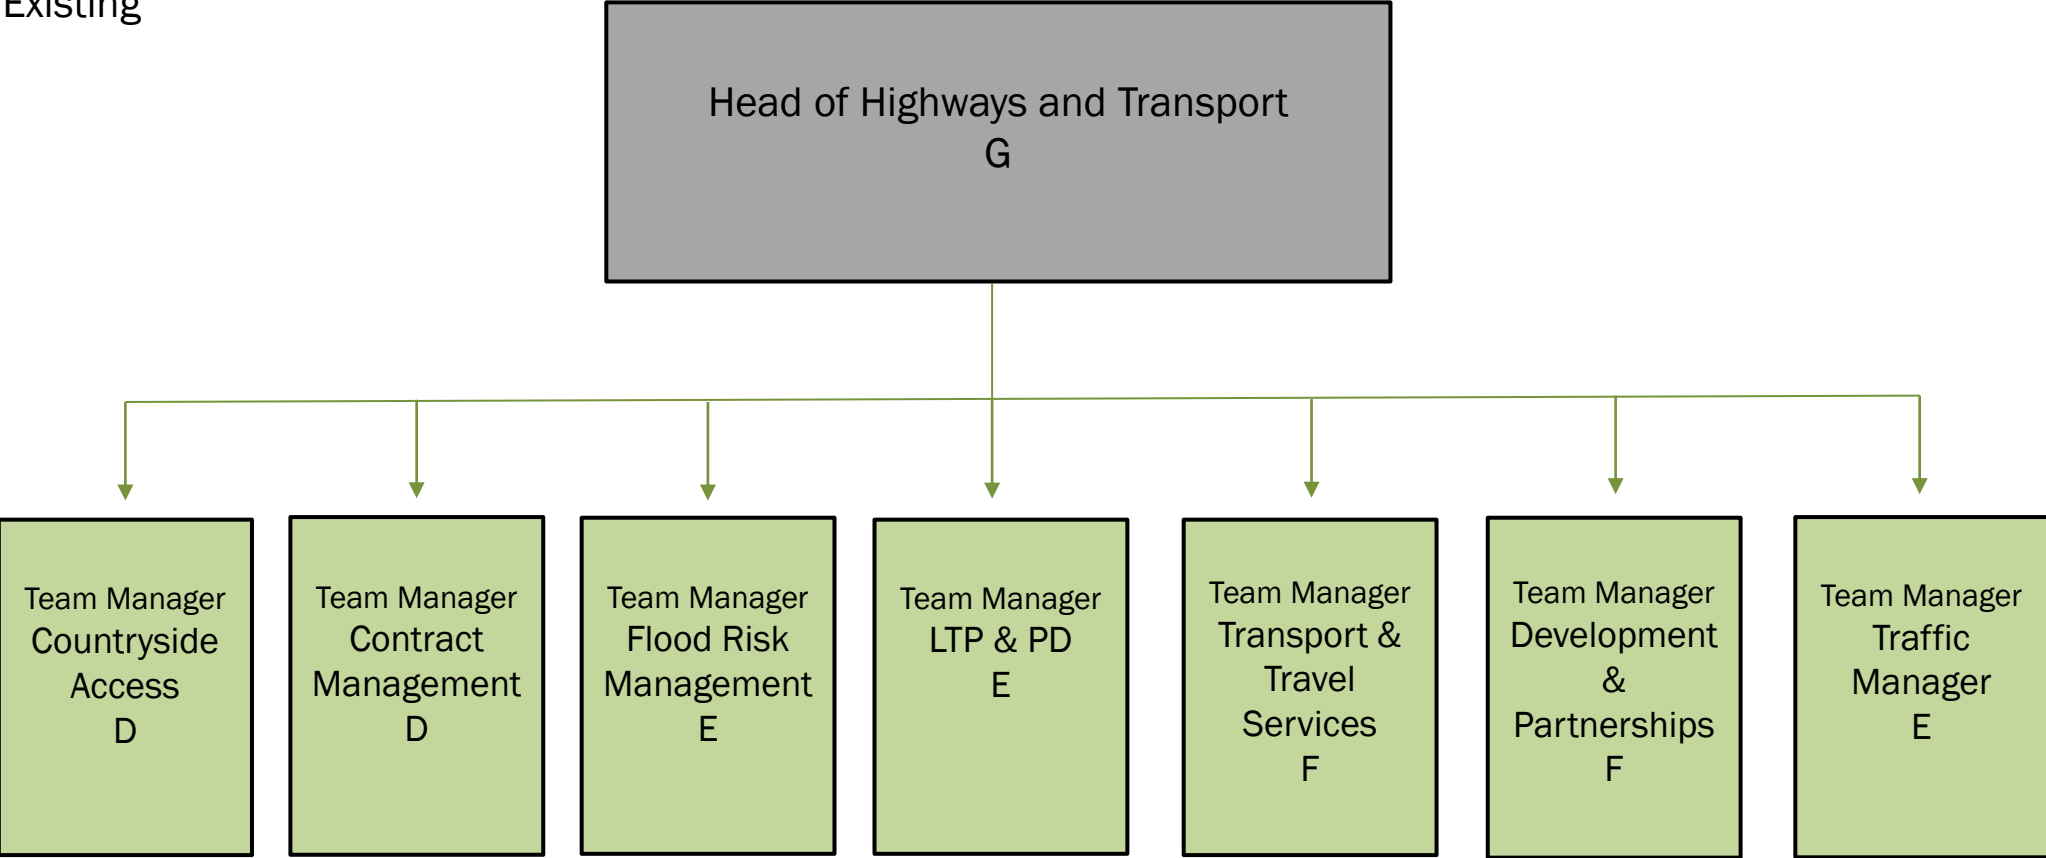 Existing
Head of Highways and Transport
G
Team Manager
Countryside
Access
D
Team Manager
Contract
Management
D
Team Manager
Flood Risk
Management
E
Team Manager
LTP & PD
E
Team Manager
Transport &
Travel
Services
F
Team Manager
Development
&
Partnerships
F
Team Manager
Traffic
Manager
E